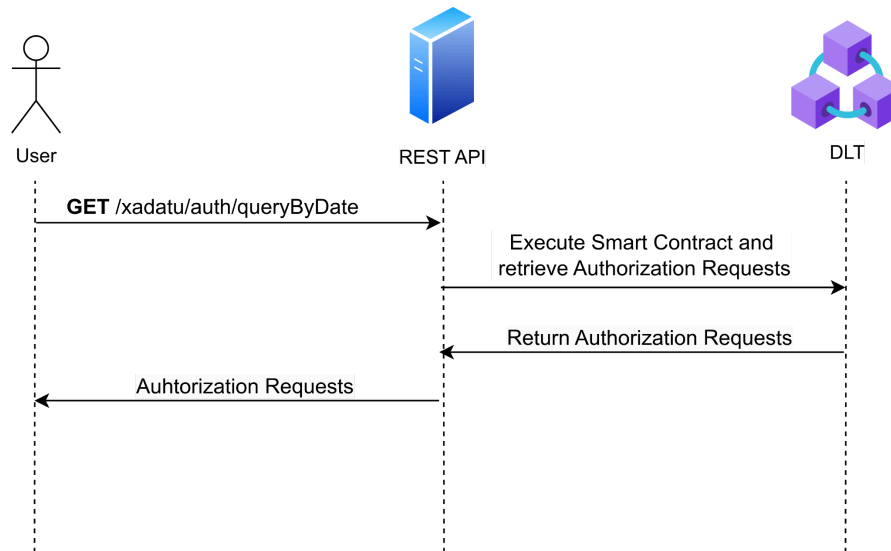 User
REST API
DLT
GET /xadatu/auth/queryByDate
Execute Smart Contract and
retrieve Authorization Requests
Return Authorization Requests
Auhtorization Requests